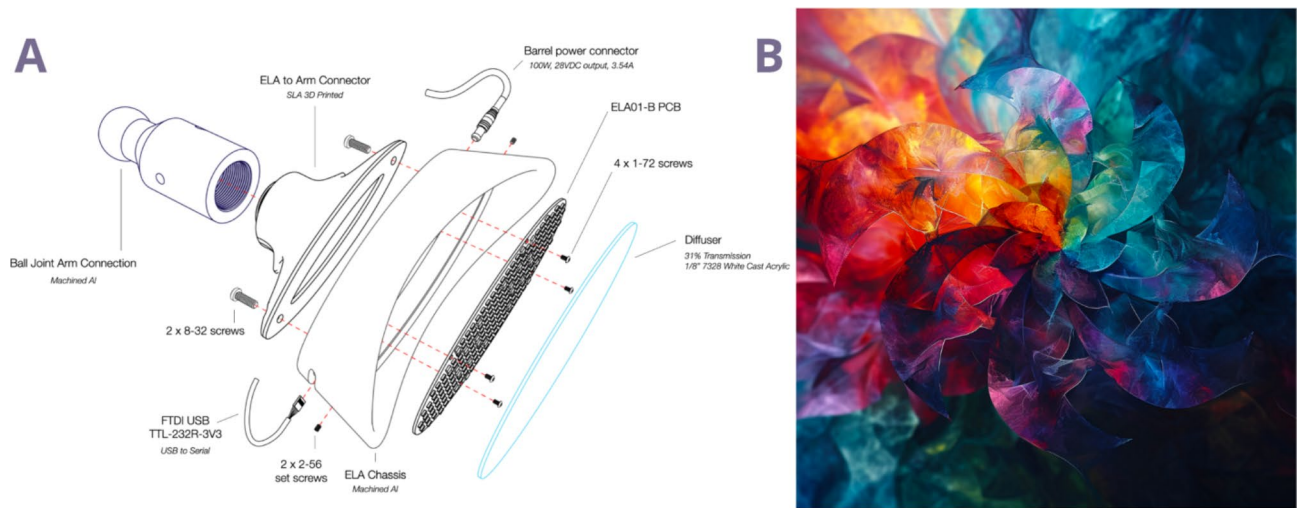 A
B
Barrel power connector
100W, 28VDC output, 3.54A
ELA to Arm Connector
SLA 3D Printed
ELA01-B PCB
4 x 1-72 screws
Diffuser
31% Transmission
1/8" 7328 White Cast Acrylic
Ball Joint Arm Connection
Machined Al
2 x 8-32 screws
FTDI USB
TTL-232R-3V3
USB to Serial
2 x 2-56
set screws
ELA Chassis
Machined Al